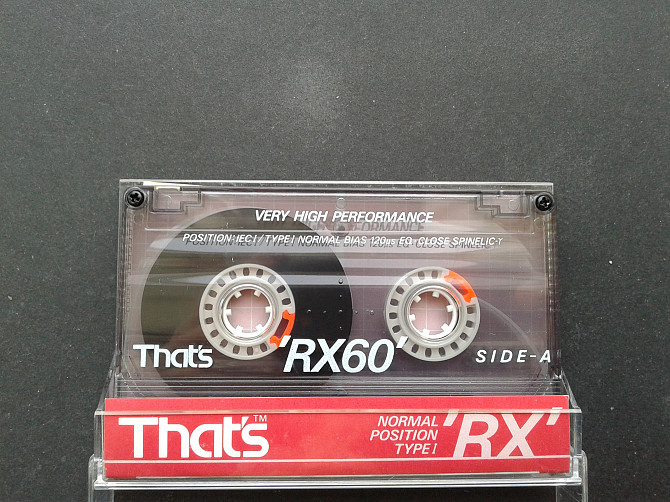 VERY HIGH PERFORMANCE
POSITION:IEC I/TYPE I NORMAL BIAS 120µs EQ. CLOSE SPINELIC-γ
That's 'RX60' SIDE-A
That's™ NORMAL POSITION TYPE I 'RX'